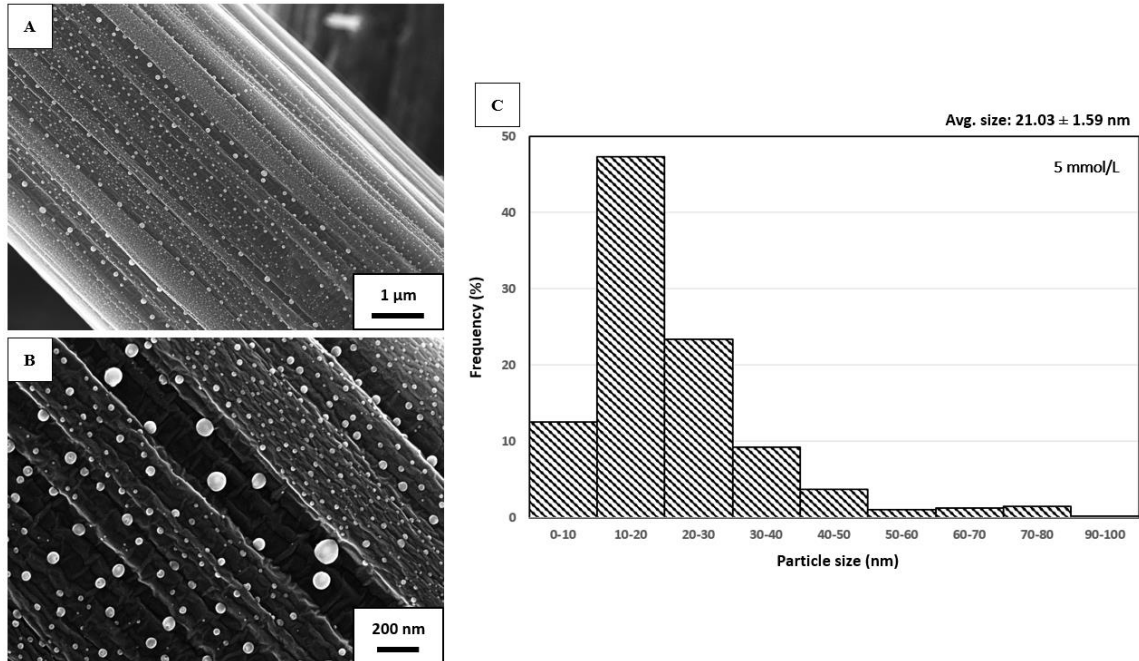 A
1 µm
B
200 nm
C
Avg. size: 21.03 ± 1.59 nm
5 mmol/L
Frequency (%)
50
40
30
20
10
0
0-10 10-20 20-30 30-40 40-50 50-60 60-70 70-80 90-100
Particle size (nm)